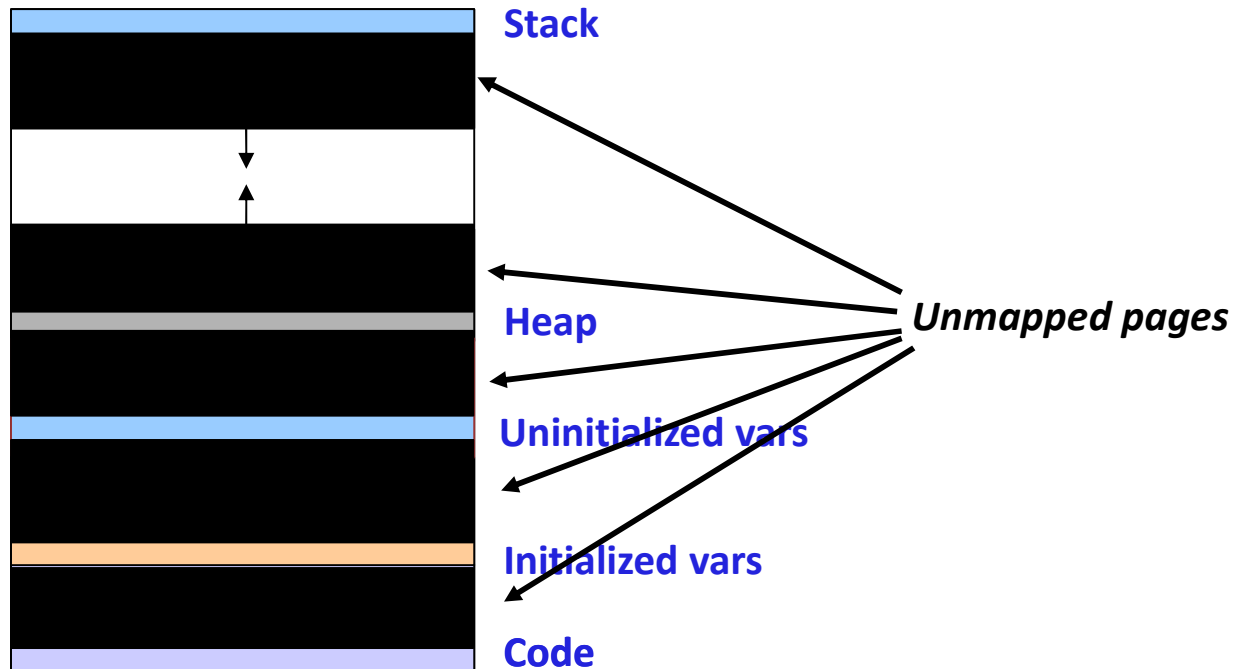 Stack
Unmapped pages
Heap
Uninitialized vars
Initialized vars
Code